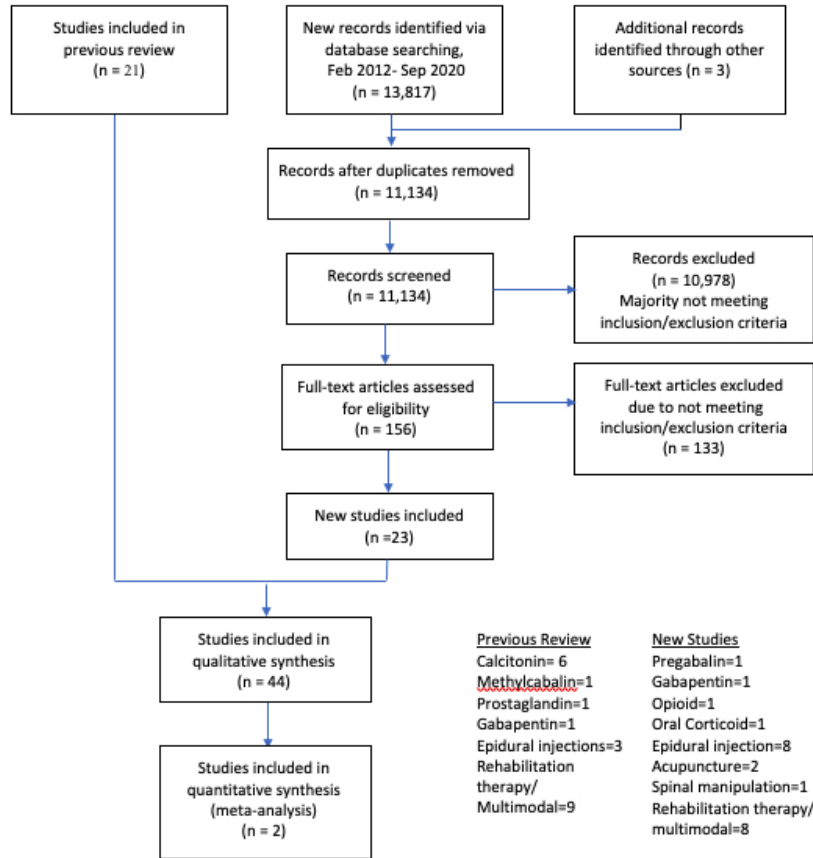 Studies included in
previous review
(n = 21)
New records identified via
database searching,
Feb 2012- Sep 2020
(n = 13,817)
Additional records
identified through other
sources (n = 3)
Records after duplicates removed
(n = 11,134)
Records screened
(n = 11,134)
Records excluded
(n = 10,978)
Majority not meeting
inclusion/exclusion criteria
Full-text articles assessed
for eligibility
(n = 156)
Full-text articles excluded
due to not meeting
inclusion/exclusion criteria
(n = 133)
New studies included
(n =23)
Studies included in
qualitative synthesis
(n = 44)
Studies included in
quantitative synthesis
(meta-analysis)
(n = 2)
Previous Review
Calcitonin= 6
Methylcabalin=1
Prostaglandin=1
Gabapentin=1
Epidural injections=3
Rehabilitation
therapy/
Multimodal=9
New Studies
Pregabalin=1
Gabapentin=1
Opioid=1
Oral Corticoid=1
Epidural injection=8
Acupuncture=2
Spinal manipulation=1
Rehabilitation therapy/
multimodal=8